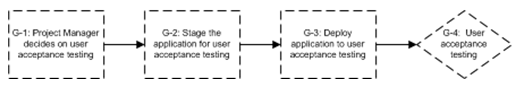 G-1: Project Manager
decides on user
acceptance testing
G-2: Stage the
application for user
acceptance testing
G-3: Deploy
application to user
acceptance testing
G-4: User
acceptance
testing